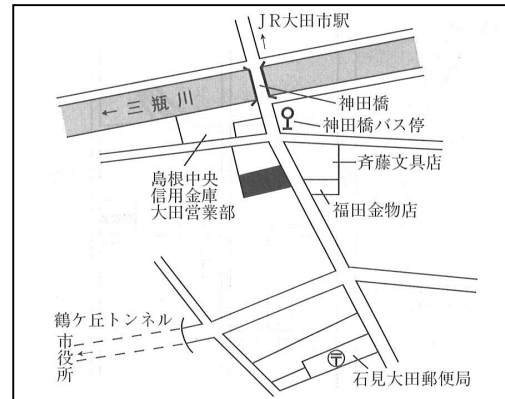 JR大田市駅
← 三瓶川
神田橋
神田橋バス停
斉藤文具店
島根中央
信用金庫
大田営業部
福田金物店
鶴ケ丘トンネル
市役所
〒
石見大田郵便局